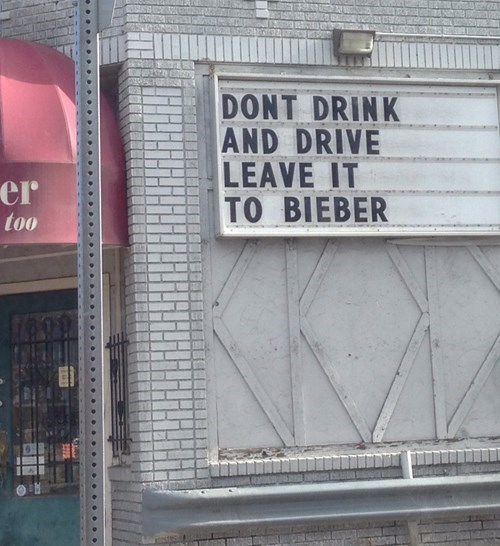 DONT DRINK
AND DRIVE
LEAVE IT
TO BIEBER
er
too